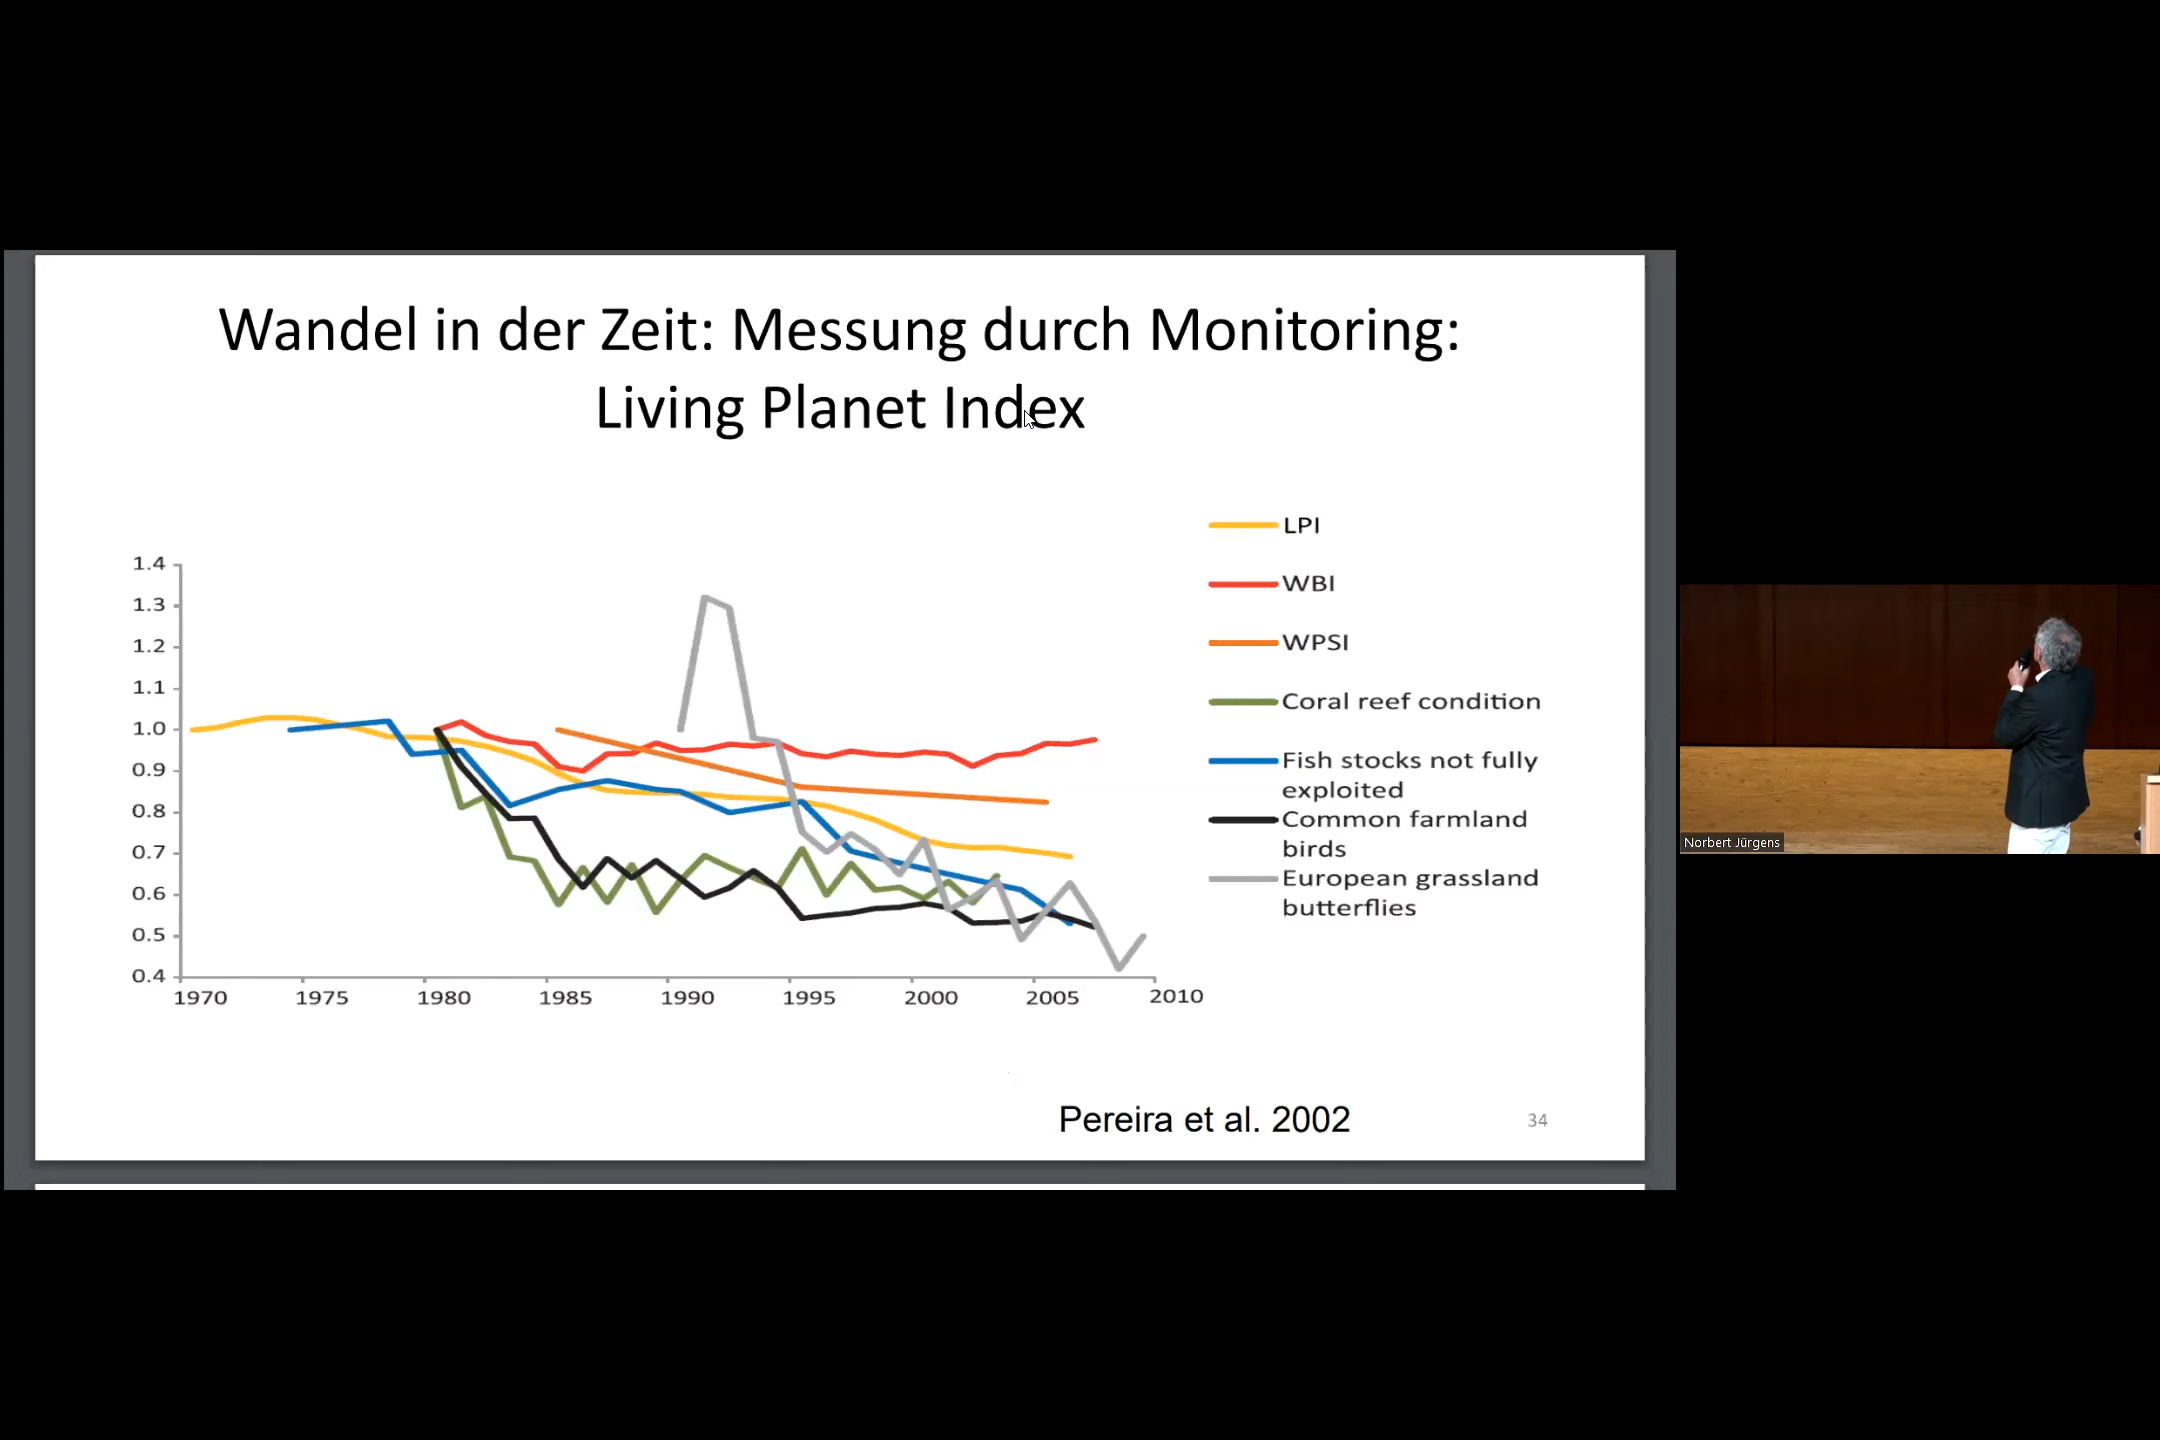 Wandel in der Zeit: Messung durch Monitoring:
Living Planet Index
LPI
WBI
WPSI
Coral reef condition
Fish stocks not fully
exploited
Common farmland
birds
European grassland
butterflies
1.4
1.3
1.2
1.1
1.0
0.9
0.8
0.7
0.6
0.5
0.4
1970 1975 1980 1985 1990 1995 2000 2005 2010
Pereira et al. 2002
34
Norbert Jürgens